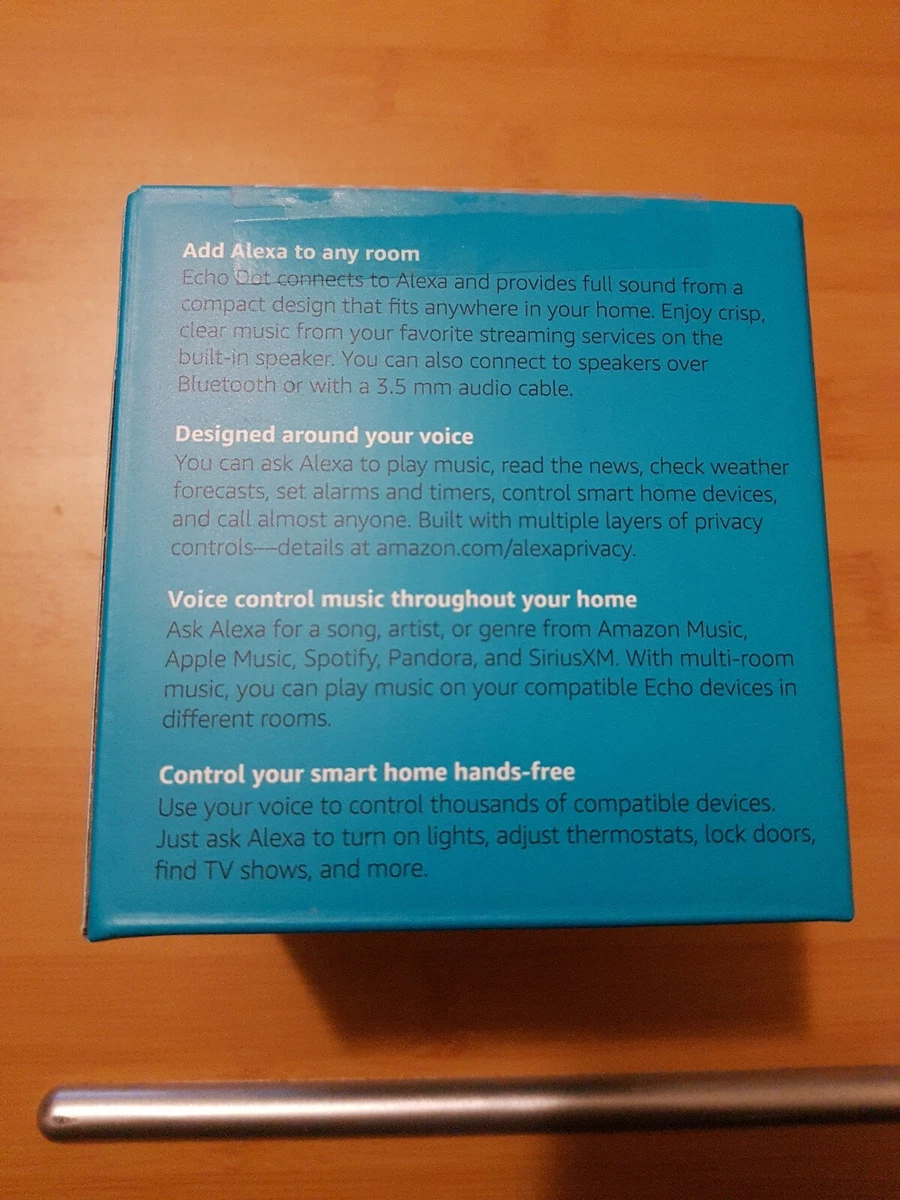 Add Alexa to any room
Echo Dot connects to Alexa and provides full sound from a
compact design that fits anywhere in your home. Enjoy crisp,
clear music from your favorite streaming services on the
built-in speaker. You can also connect to speakers over
Bluetooth or with a 3.5 mm audio cable.
Designed around your voice
You can ask Alexa to play music, read the news, check weather
forecasts, set alarms and timers, control smart home devices,
and call almost anyone. Built with multiple layers of privacy
controls—details at amazon.com/alexaprivacy.
Voice control music throughout your home
Ask Alexa for a song, artist, or genre from Amazon Music,
Apple Music, Spotify, Pandora, and SiriusXM. With multi-room
music, you can play music on your compatible Echo devices in
different rooms.
Control your smart home hands-free
Use your voice to control thousands of compatible devices.
Just ask Alexa to turn on lights, adjust thermostats, lock doors,
find TV shows, and more.